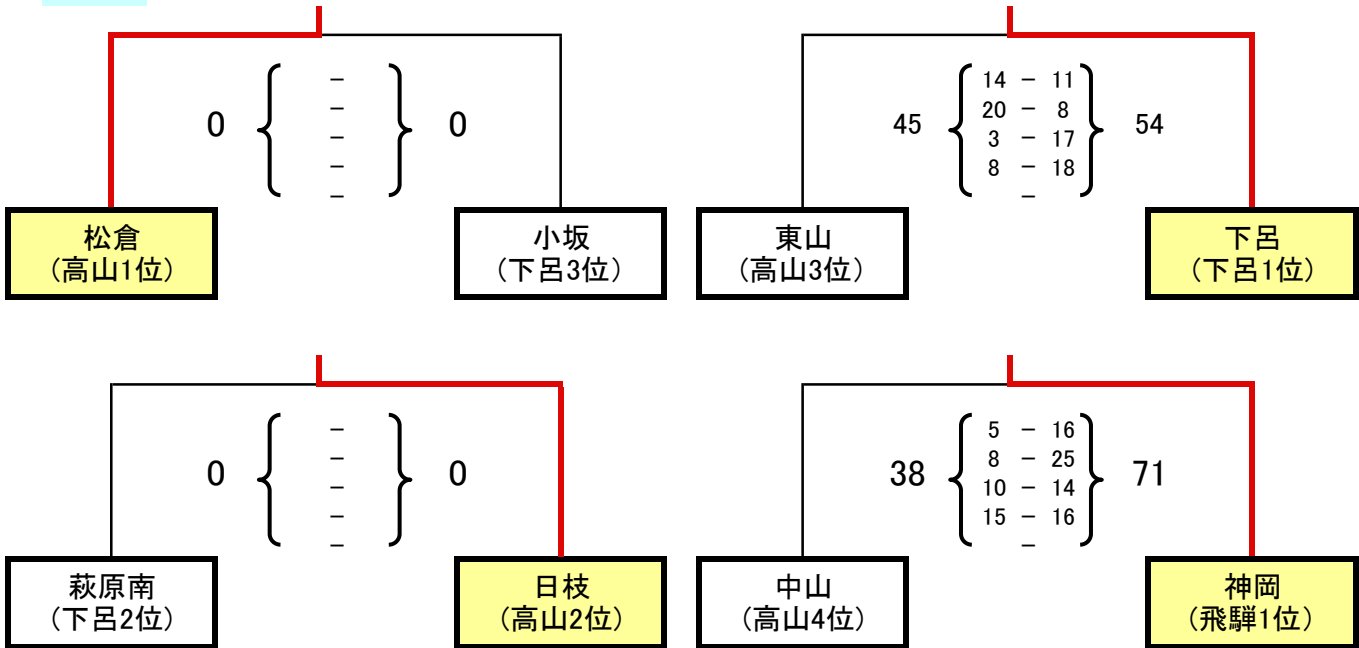 0 { － } 0
－
－
－
－
松倉
（高山1位）
小坂
（下呂3位）
14 － 11
20 － 8
45 { 3 － 17 } 54
8 － 18
－
東山
（高山3位）
下呂
（下呂1位）
－
－
0 { － } 0
－
－
萩原南
（下呂2位）
日枝
（高山2位）
5 － 16
8 － 25
38 { 10 － 14 } 71
15 － 16
－
中山
（高山4位）
神岡
（飛騨1位）